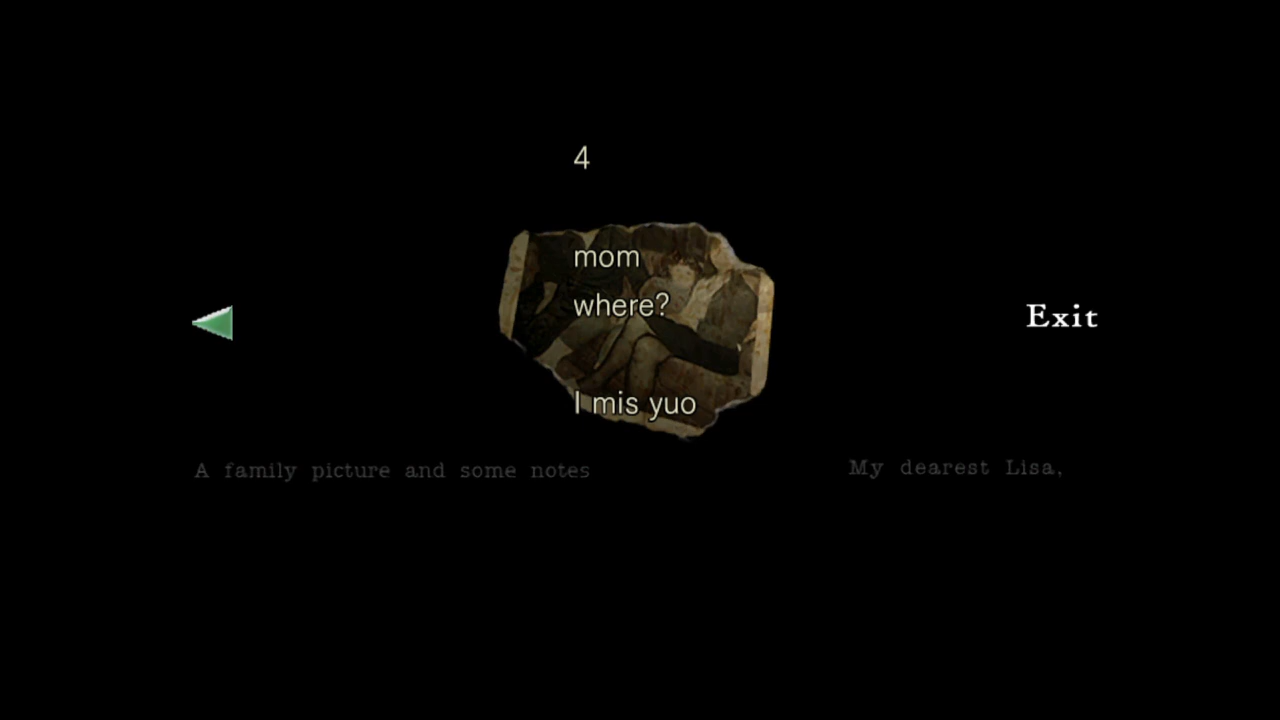 4
mom
where?
Exit
I mis yuo
A family picture and some notes
My dearest Lisa,